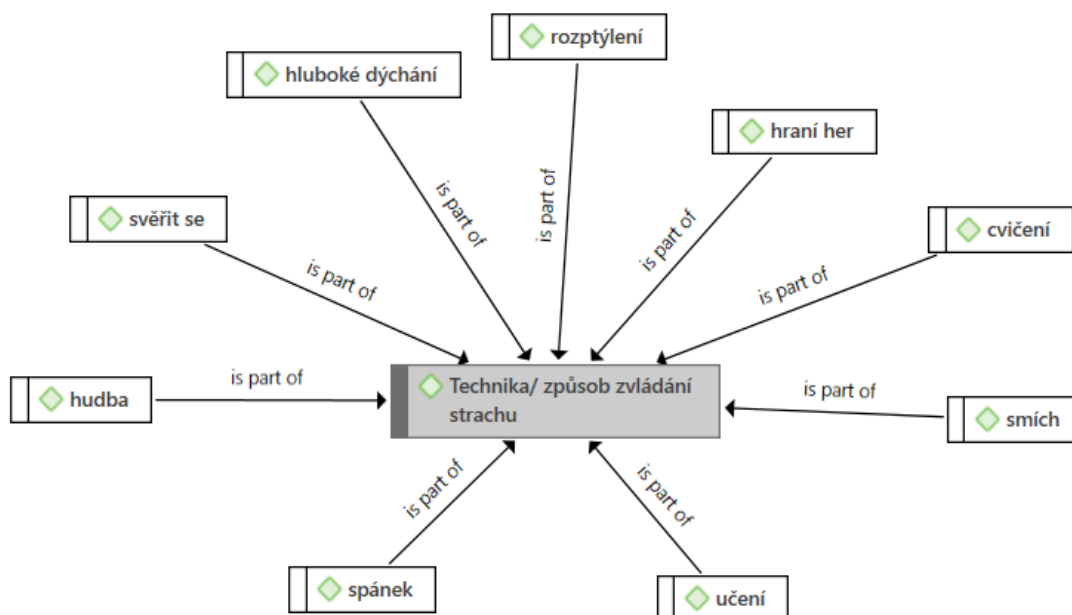 rozptýlení
hluboké dýchání
hraní her
is part of
is part of
is part of
svěřit se
cvičení
is part of
is part of
Technika/ způsob zvládání
strachu
hudba
is part of
is part of
smích
is part of
is part of
spánek
učení